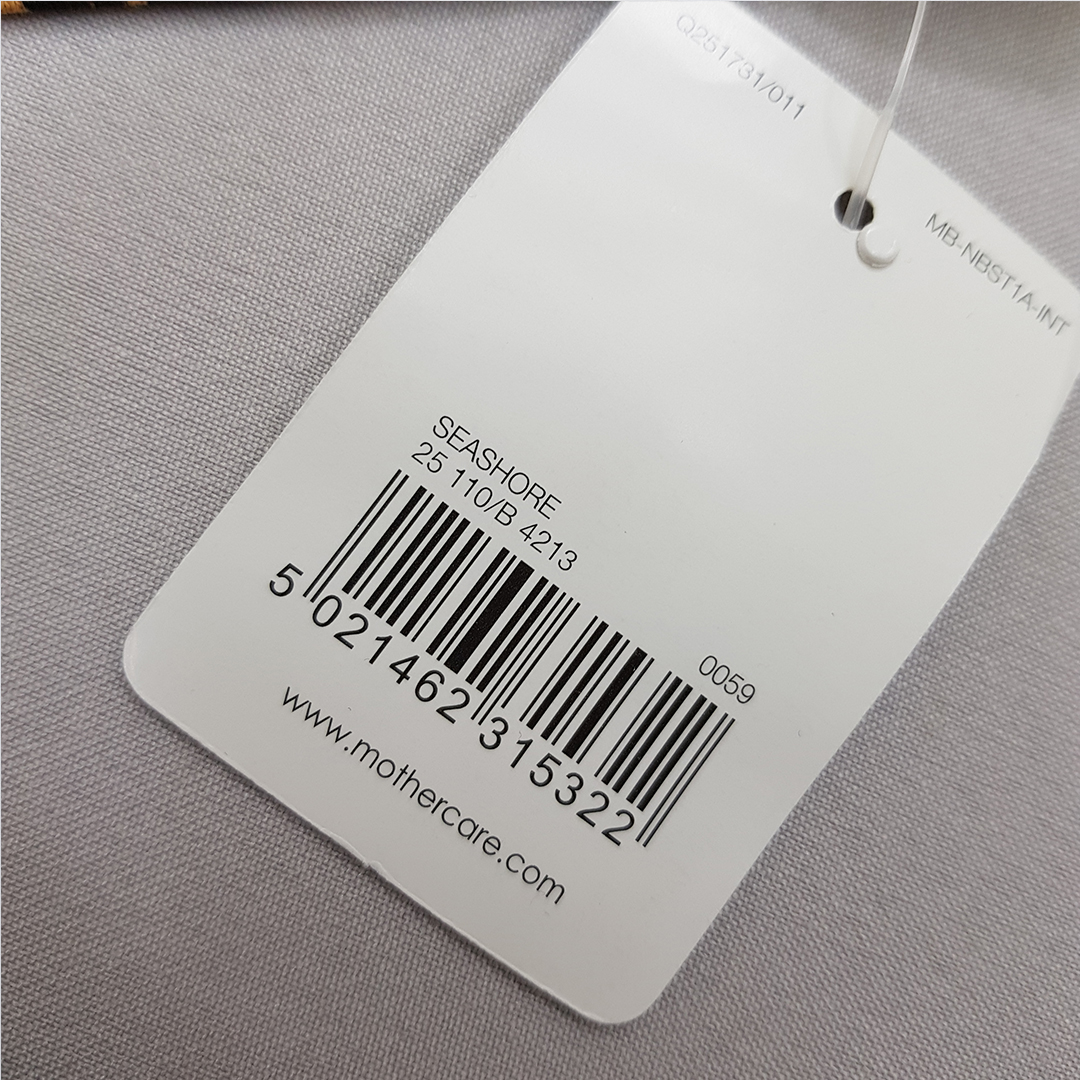 Q251731/011
MB-NBST1A-INT
SEASHORE
25 110/B 4213
0059
5 021462 315322
www.mothercare.com